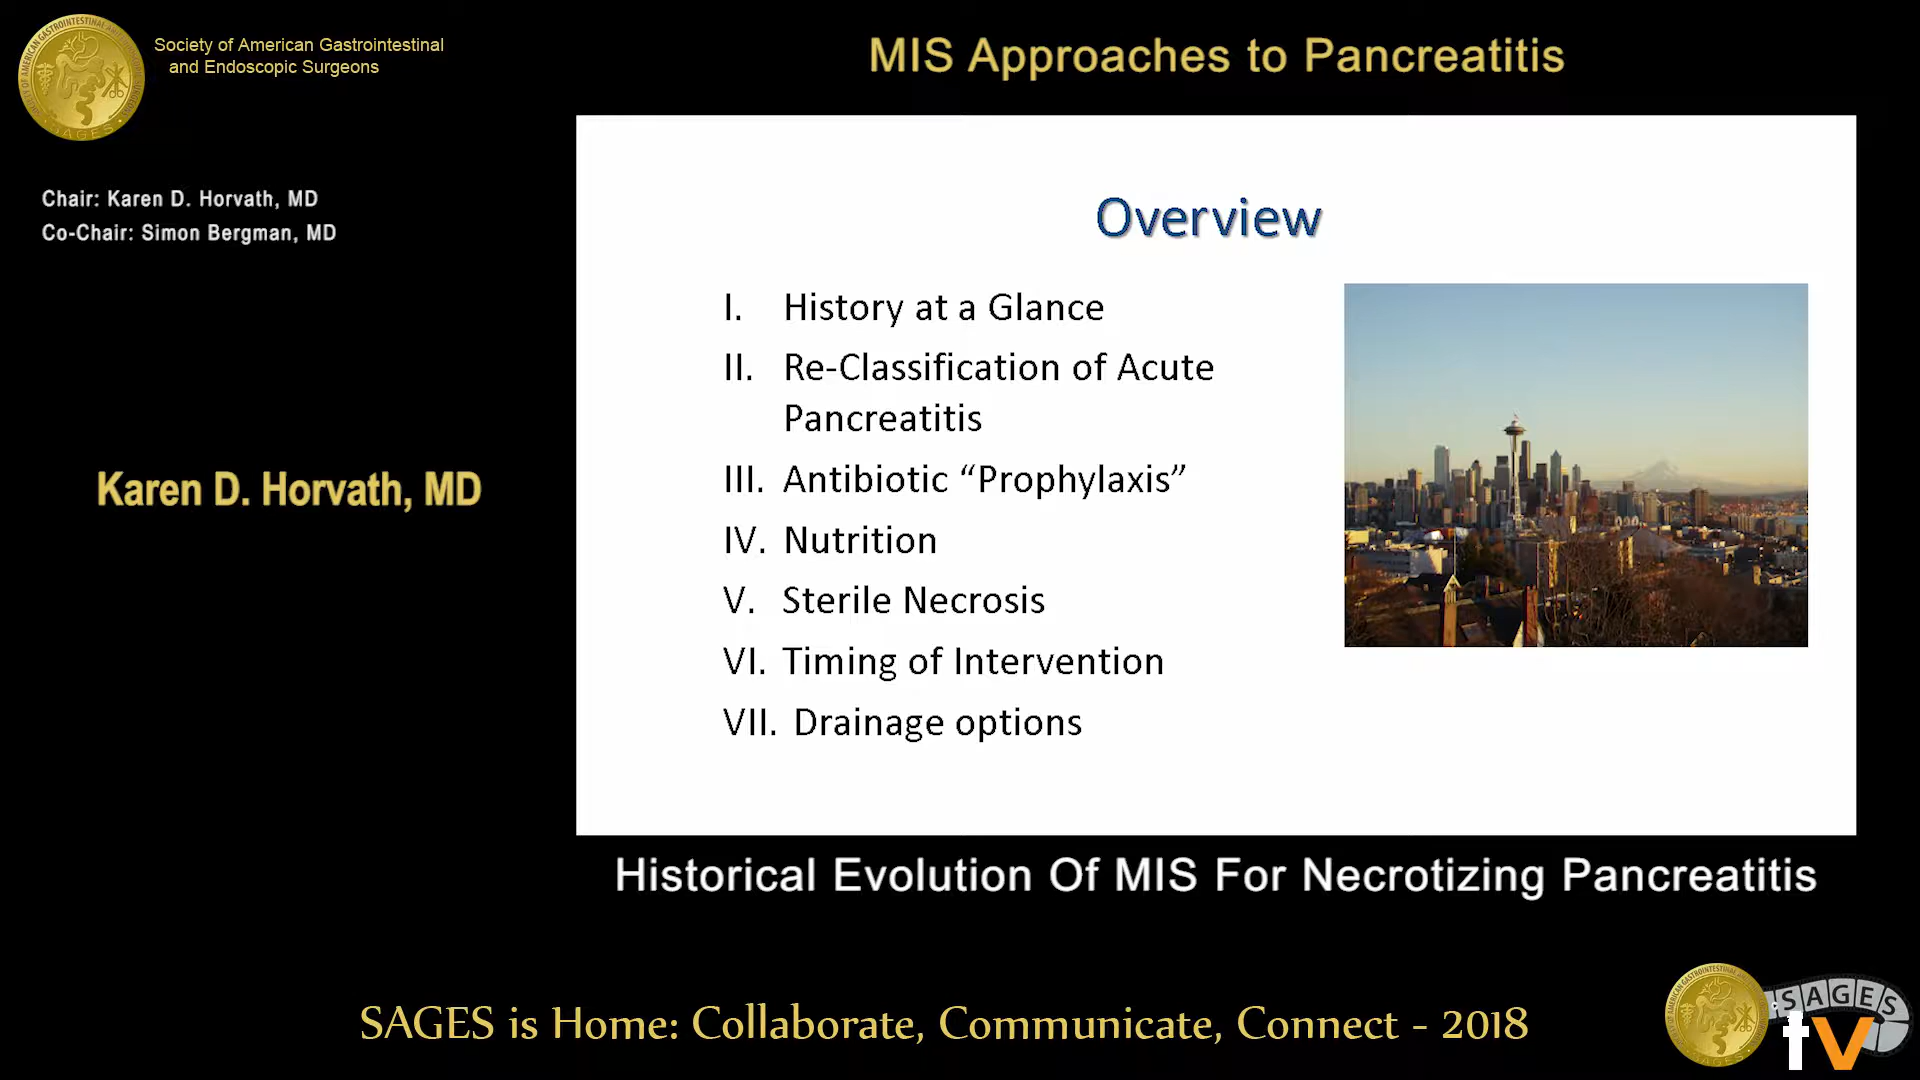 Society of American Gastrointestinal
and Endoscopic Surgeons
MIS Approaches to Pancreatitis
Chair: Karen D. Horvath, MD
Co-Chair: Simon Bergman, MD
Karen D. Horvath, MD
Overview
I. History at a Glance
II. Re-Classification of Acute
Pancreatitis
III. Antibiotic “Prophylaxis”
IV. Nutrition
V. Sterile Necrosis
VI. Timing of Intervention
VII. Drainage options
Historical Evolution Of MIS For Necrotizing Pancreatitis
SAGES is Home: Collaborate, Communicate, Connect - 2018
SAGES
tv